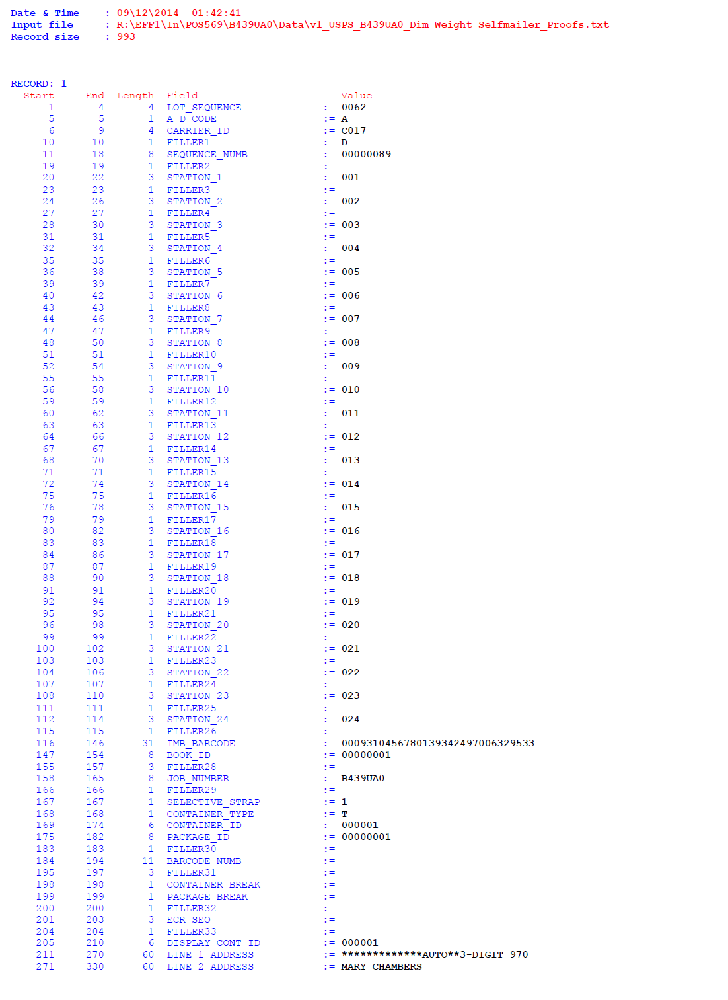 Date & Time : 09\12\2014 01:42:41
Input file : R:\EFF1\In\POS569\B439UA0\Data\v1_USPS_B439UA0_Dim Weight Selfmailer_Proofs.txt
Record size : 993
==================================================================================================================
RECORD: 1
Start End Length Field Value
1 4 4 LOT_SEQUENCE := 0062
5 5 1 A_D_CODE := A
6 9 4 CARRIER_ID := C017
10 10 1 FILLER1 := D
11 18 8 SEQUENCE_NUMB := 00000089
19 19 1 FILLER2 :=
20 22 3 STATION_1 := 001
23 23 1 FILLER3 :=
24 26 3 STATION_2 := 002
27 27 1 FILLER4 :=
28 30 3 STATION_3 := 003
31 31 1 FILLER5 :=
32 34 3 STATION_4 := 004
35 35 1 FILLER6 :=
36 38 3 STATION_5 := 005
39 39 1 FILLER7 :=
40 42 3 STATION_6 := 006
43 43 1 FILLER8 :=
44 46 3 STATION_7 := 007
47 47 1 FILLER9 :=
48 50 3 STATION_8 := 008
51 51 1 FILLER10 :=
52 54 3 STATION_9 := 009
55 55 1 FILLER11 :=
56 58 3 STATION_10 := 010
59 59 1 FILLER12 :=
60 62 3 STATION_11 := 011
63 63 1 FILLER13 :=
64 66 3 STATION_12 := 012
67 67 1 FILLER14 :=
68 70 3 STATION_13 := 013
71 71 1 FILLER15 :=
72 74 3 STATION_14 := 014
75 75 1 FILLER16 :=
76 78 3 STATION_15 := 015
79 79 1 FILLER17 :=
80 82 3 STATION_16 := 016
83 83 1 FILLER18 :=
84 86 3 STATION_17 := 017
87 87 1 FILLER19 :=
88 90 3 STATION_18 := 018
91 91 1 FILLER20 :=
92 94 3 STATION_19 := 019
95 95 1 FILLER21 :=
96 98 3 STATION_20 := 020
99 99 1 FILLER22 :=
100 102 3 STATION_21 := 021
103 103 1 FILLER23 :=
104 106 3 STATION_22 := 022
107 107 1 FILLER24 :=
108 110 3 STATION_23 := 023
111 111 1 FILLER25 :=
112 114 3 STATION_24 := 024
115 115 1 FILLER26 :=
116 146 31 IMB_BARCODE := 0009310456780139342497006329533
147 154 8 BOOK_ID := 00000001
155 157 3 FILLER28 :=
158 165 8 JOB_NUMBER := B439UA0
166 166 1 FILLER29 :=
167 167 1 SELECTIVE_STRAP := 1
168 168 1 CONTAINER_TYPE := T
169 174 6 CONTAINER_ID := 000001
175 182 8 PACKAGE_ID := 00000001
183 183 1 FILLER30 :=
184 194 11 BARCODE_NUMB :=
195 197 3 FILLER31 :=
198 198 1 CONTAINER_BREAK :=
199 199 1 PACKAGE_BREAK :=
200 200 1 FILLER32 :=
201 203 3 ECR_SEQ :=
204 204 1 FILLER33 :=
205 210 6 DISPLAY_CONT_ID := 000001
211 270 60 LINE_1_ADDRESS := *************AUTO**3-DIGIT 970
271 330 60 LINE_2_ADDRESS := MARY CHAMBERS